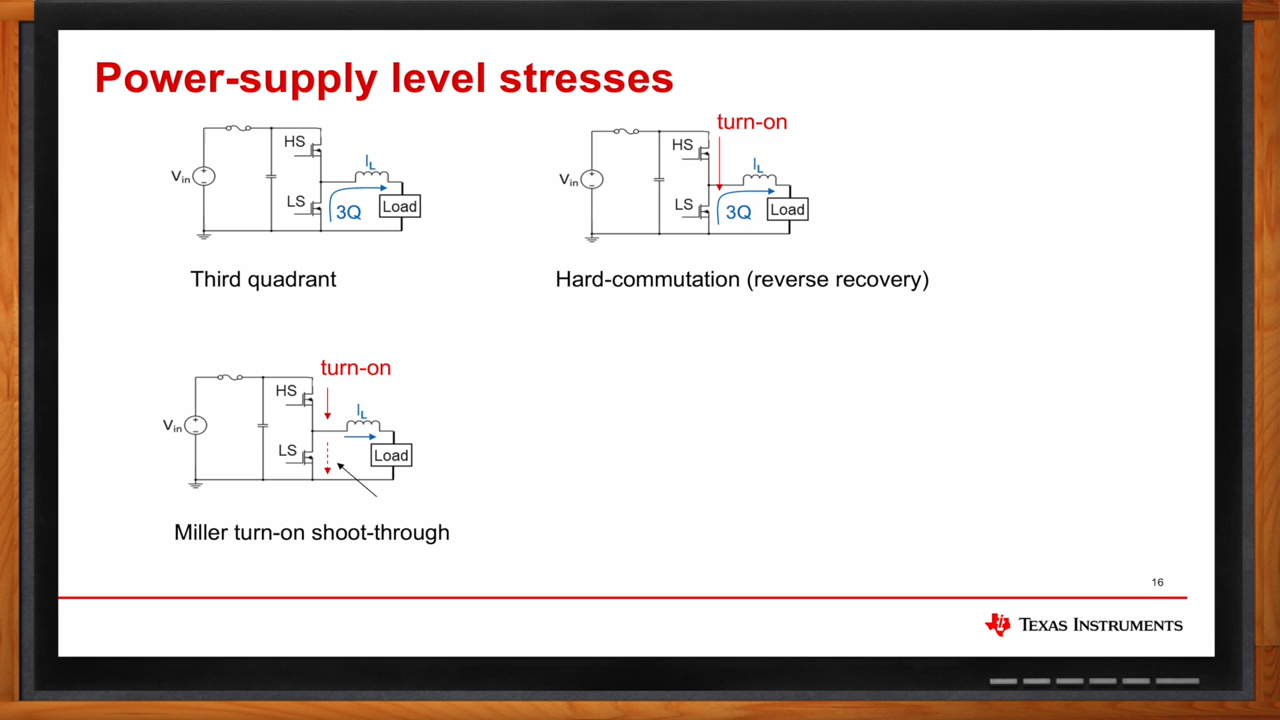 Power-supply level stresses
HS
Vin
IL
LS
3Q
Load
Third quadrant
turn-on
HS
Vin
IL
LS
3Q
Load
Hard-commutation (reverse recovery)
turn-on
HS
Vin
IL
LS
Load
Miller turn-on shoot-through
16
TEXAS INSTRUMENTS